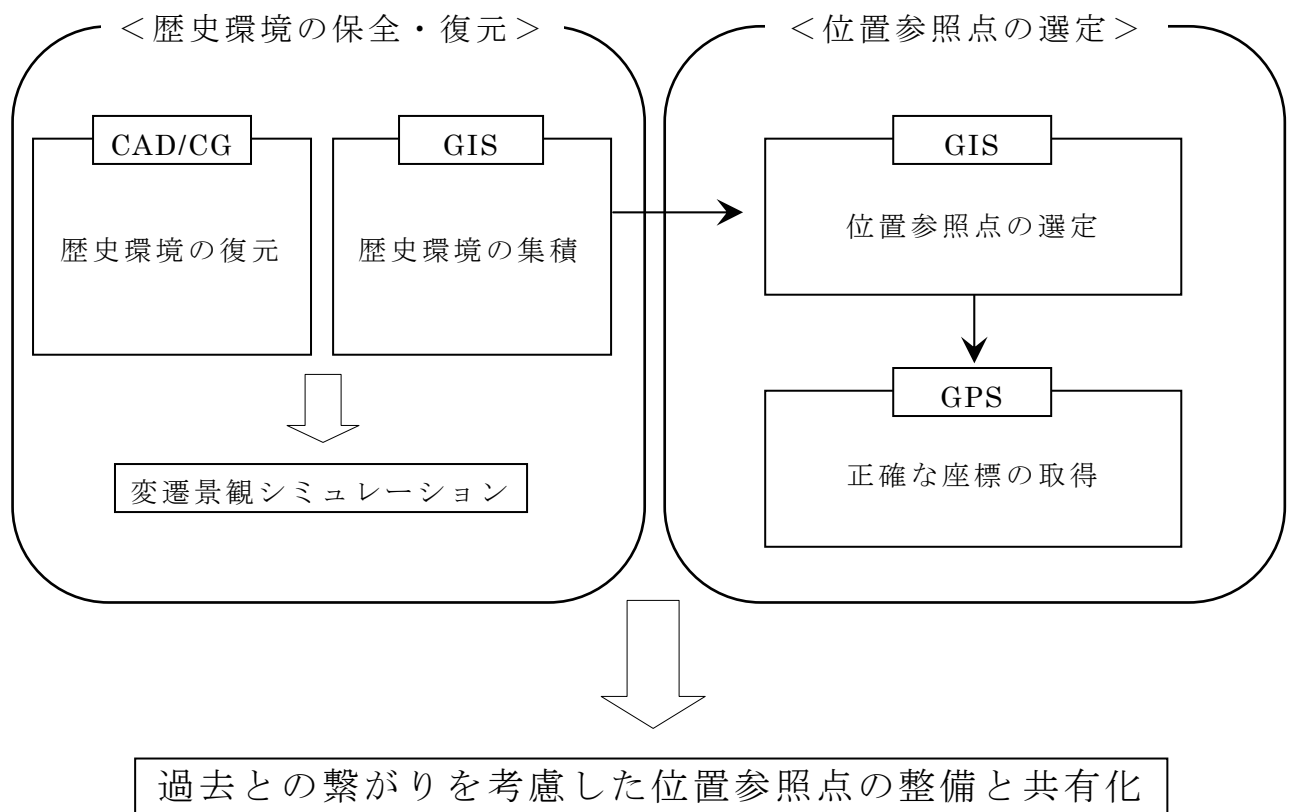 ＜歴史環境の保全・復元＞
CAD/CG
歴史環境の復元
GIS
歴史環境の集積
変遷景観シミュレーション
＜位置参照点の選定＞
GIS
位置参照点の選定
GPS
正確な座標の取得
過去との繋がりを考慮した位置参照点の整備と共有化